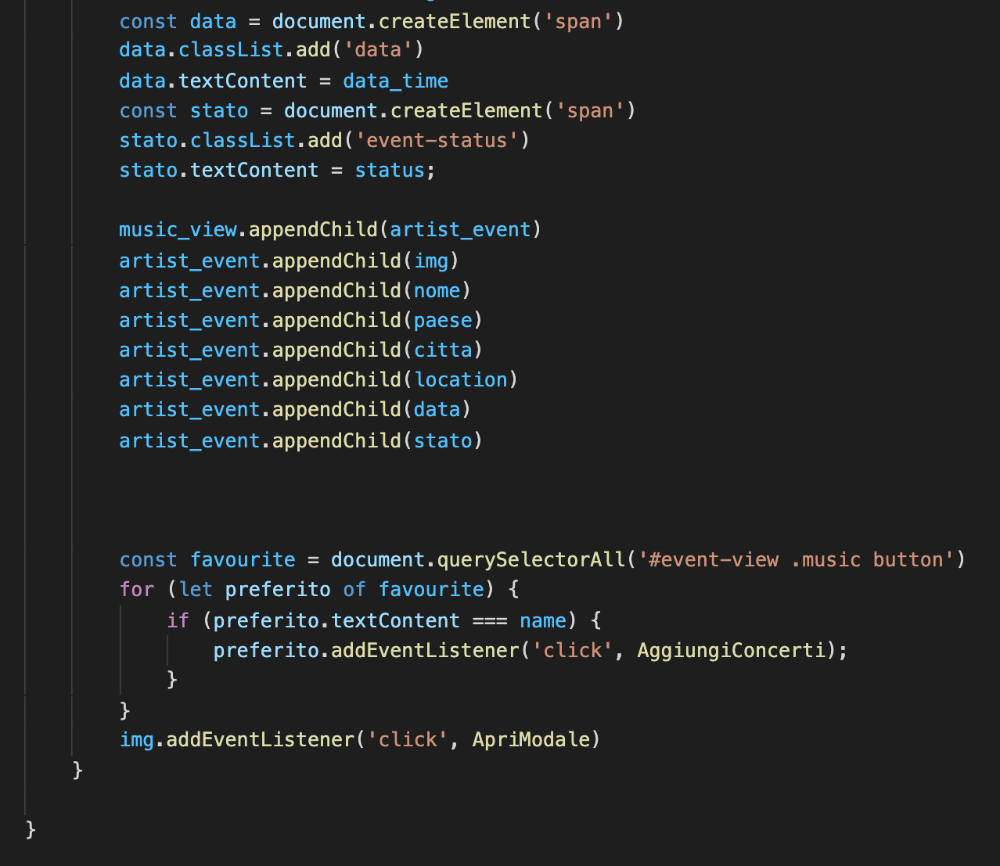 const data = document.createElement('span')
data.classList.add('data')
data.textContent = data_time
const stato = document.createElement('span')
stato.classList.add('event-status')
stato.textContent = status;
music_view.appendChild(artist_event)
artist_event.appendChild(img)
artist_event.appendChild(nome)
artist_event.appendChild(paese)
artist_event.appendChild(citta)
artist_event.appendChild(location)
artist_event.appendChild(data)
artist_event.appendChild(stato)
const favourite = document.querySelectorAll('#event-view .music button')
for (let preferito of favourite) {
if (preferito.textContent === name) {
preferito.addEventListener('click', AggiungiConcerti);
}
}
img.addEventListener('click', ApriModale)
}
}